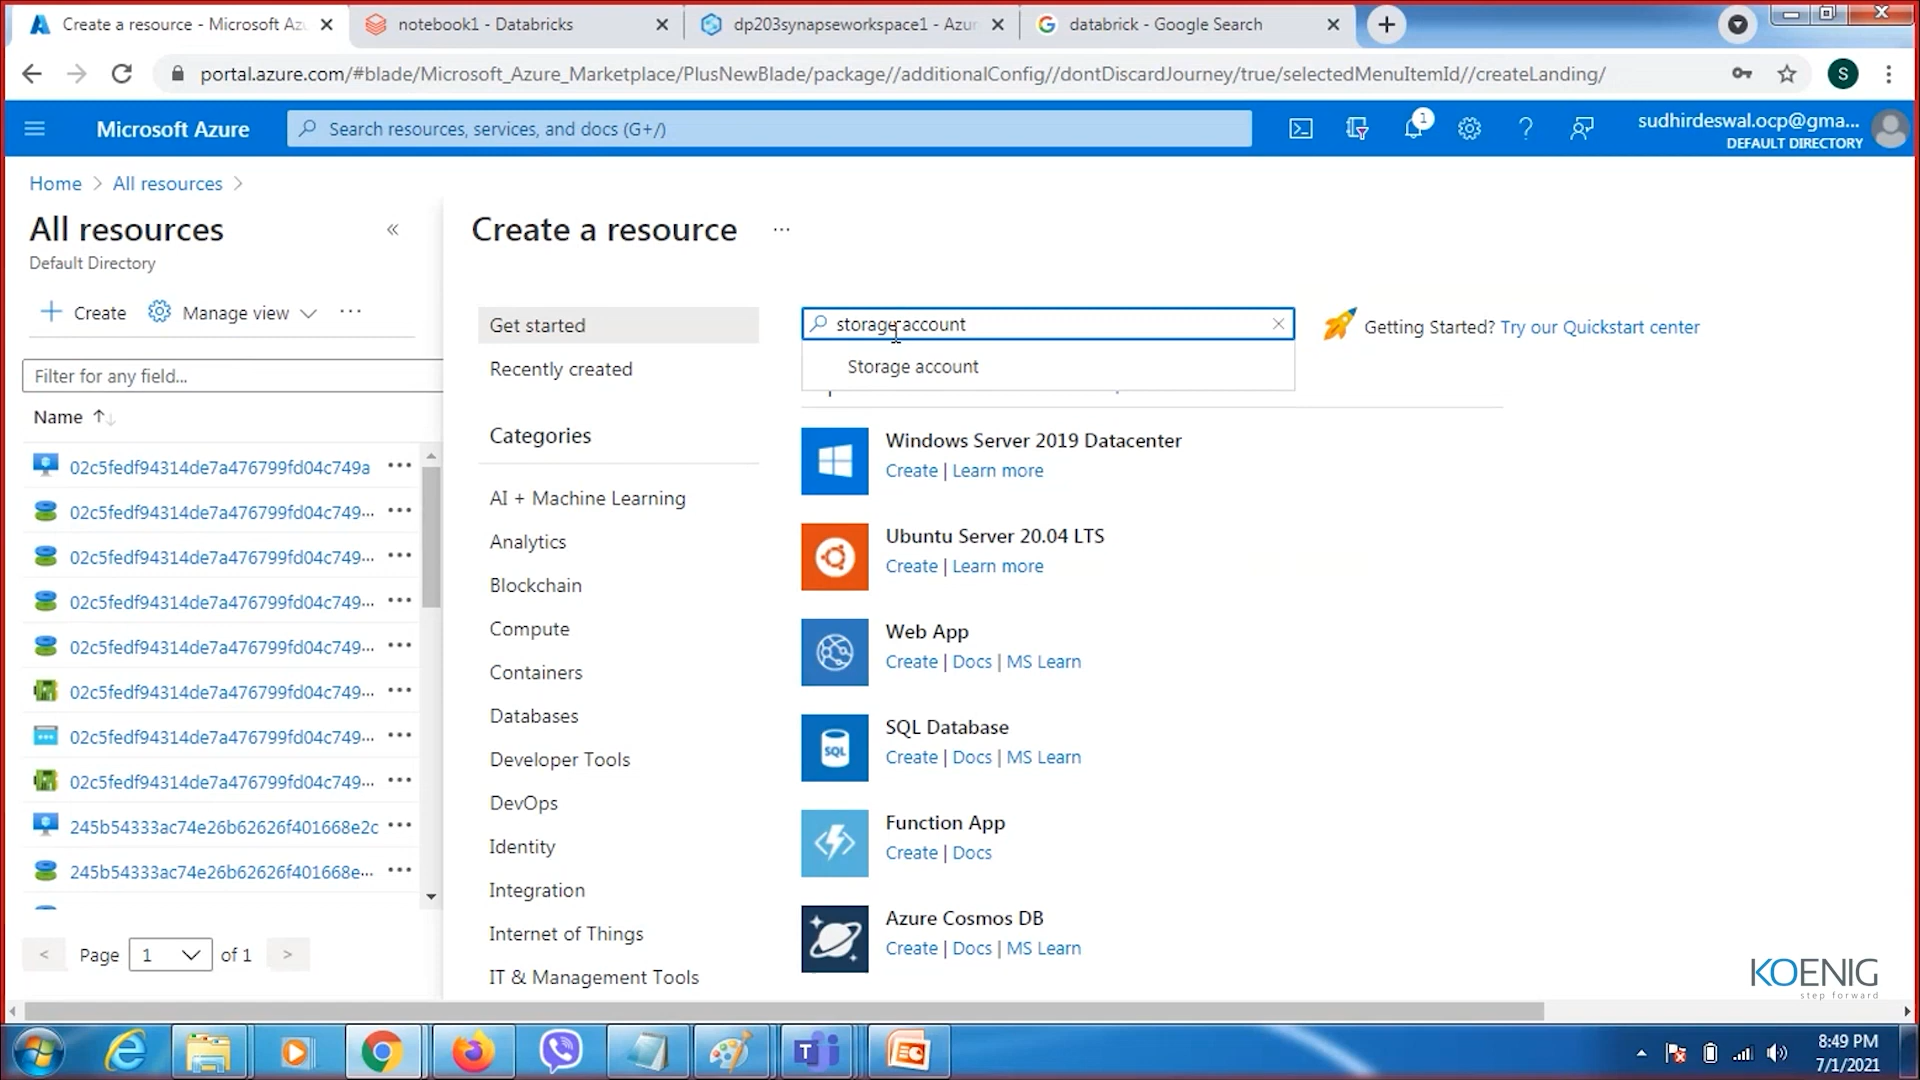 Create a resource - Microsoft Azu
notebook1 - Databricks
dp203synapseworkspace1 - Azur
databrick - Google Search
portal.azure.com/#blade/Microsoft_Azure_Marketplace/PlusNewBlade/package//additionalConfig//dontDiscardJourney/true/selectedMenuItemId//createLanding/
S
Microsoft Azure
Search resources, services, and docs (G+/)
1
sudhirdeswal.ocp@gma...
DEFAULT DIRECTORY
Home > All resources >
All resources
Default Directory
Create
Manage view
Filter for any field...
Name
02c5fedf94314de7a476799fd04c749a
02c5fedf94314de7a476799fd04c749...
02c5fedf94314de7a476799fd04c749...
02c5fedf94314de7a476799fd04c749...
02c5fedf94314de7a476799fd04c749...
02c5fedf94314de7a476799fd04c749...
02c5fedf94314de7a476799fd04c749...
02c5fedf94314de7a476799fd04c749...
245b54333ac74e26b62626f401668e2c
245b54333ac74e26b62626f401668e...
< Page 1 of 1 >
Create a resource ...
Get started
Recently created
Categories
AI + Machine Learning
Analytics
Blockchain
Compute
Containers
Databases
Developer Tools
DevOps
Identity
Integration
Internet of Things
IT & Management Tools
storage account
Storage account
Getting Started? Try our Quickstart center
Windows Server 2019 Datacenter
Create | Learn more
Ubuntu Server 20.04 LTS
Create | Learn more
Web App
Create | Docs | MS Learn
SQL Database
SQL
Create | Docs | MS Learn
Function App
Create | Docs
Azure Cosmos DB
Create | Docs | MS Learn
KOENIG
step forward
8:49 PM
7/1/2021